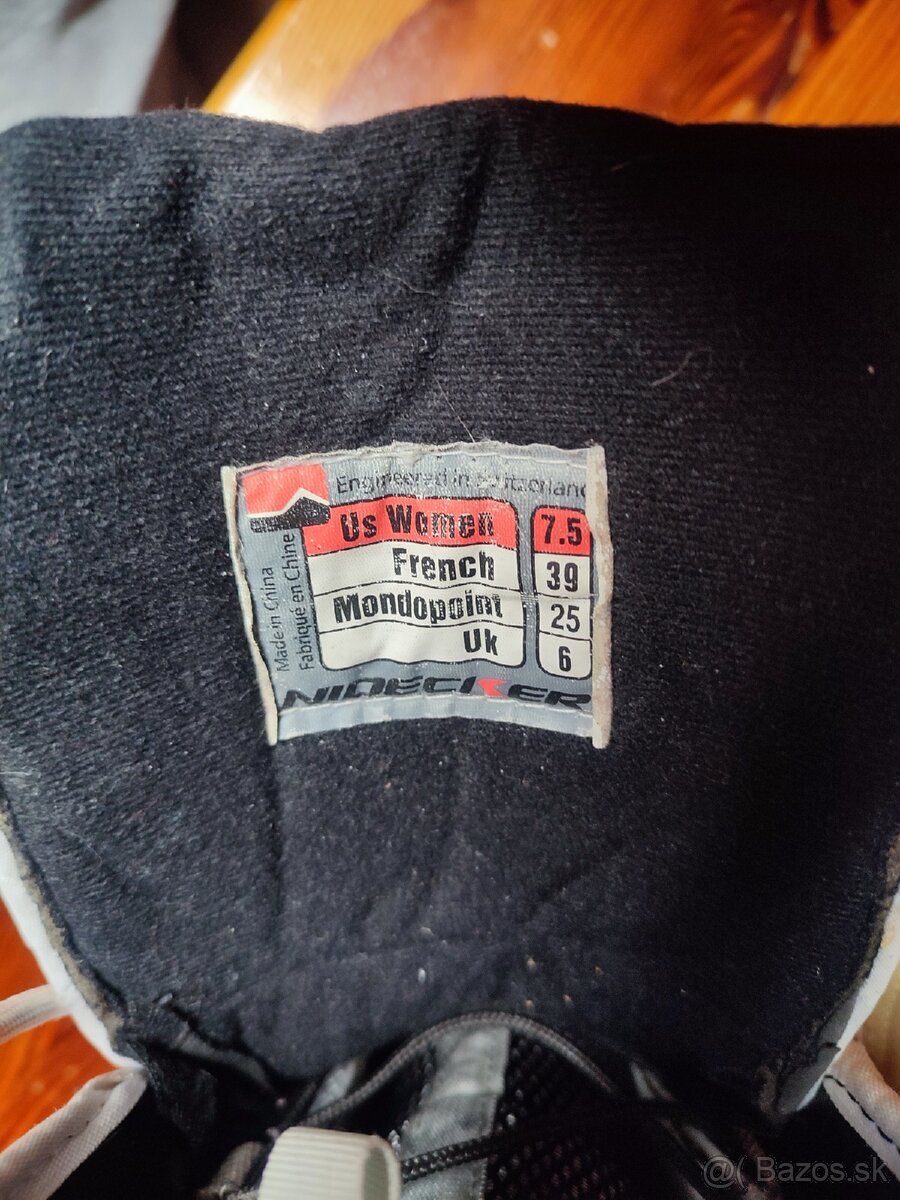 Engineered in Switzerland
Us Women 7.5
French 39
Mondopoint 25
Uk 6
Made in China
Fabriqué en Chine
NIDECKER
@( Bazos.sk